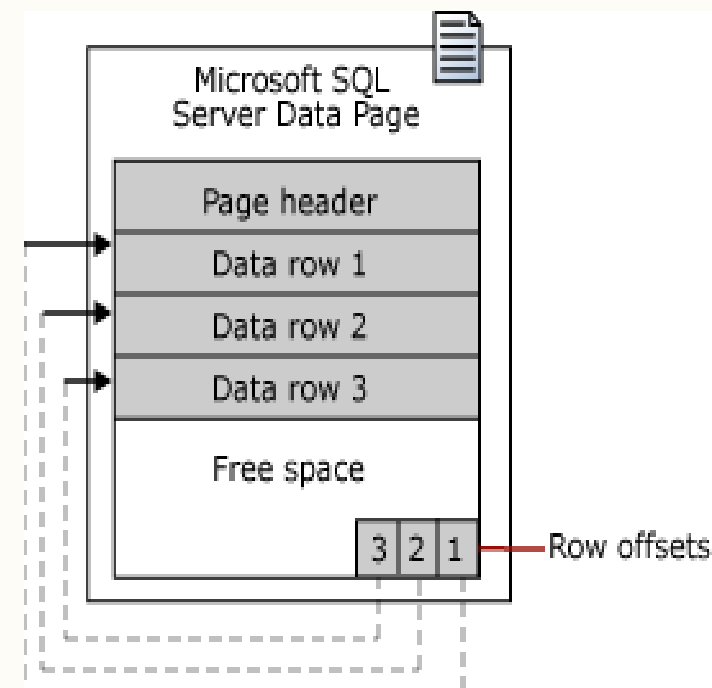 Microsoft SQL
Server Data Page
Page header
Data row 1
Data row 2
Data row 3
Free space
3 2 1
Row offsets